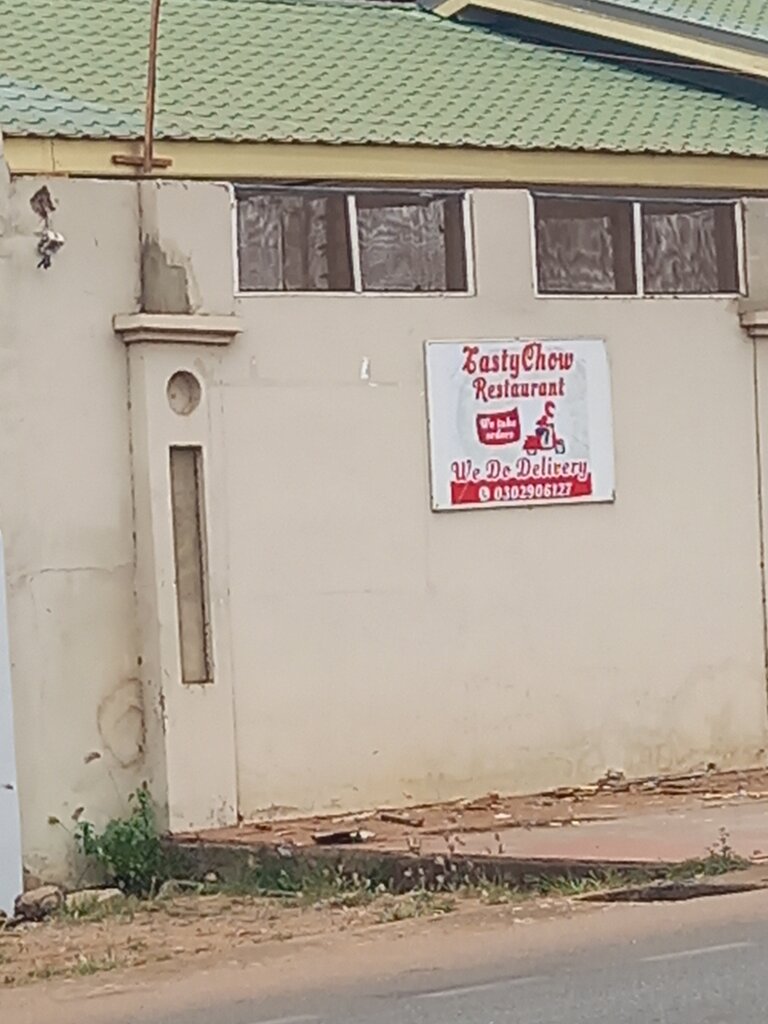 TastyChow
Restaurant
We take
orders
We Do Delivery
0302906127